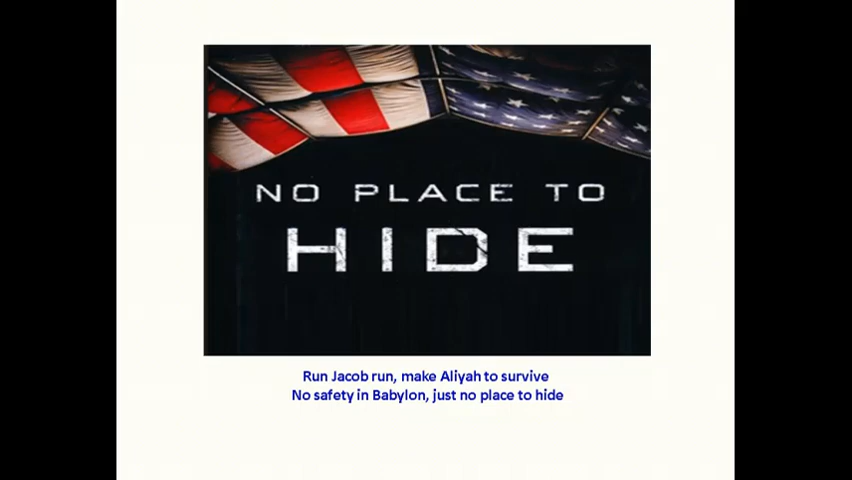 NO PLACE TO
HIDE
Run Jacob run, make Aliyah to survive
No safety in Babylon, just no place to hide